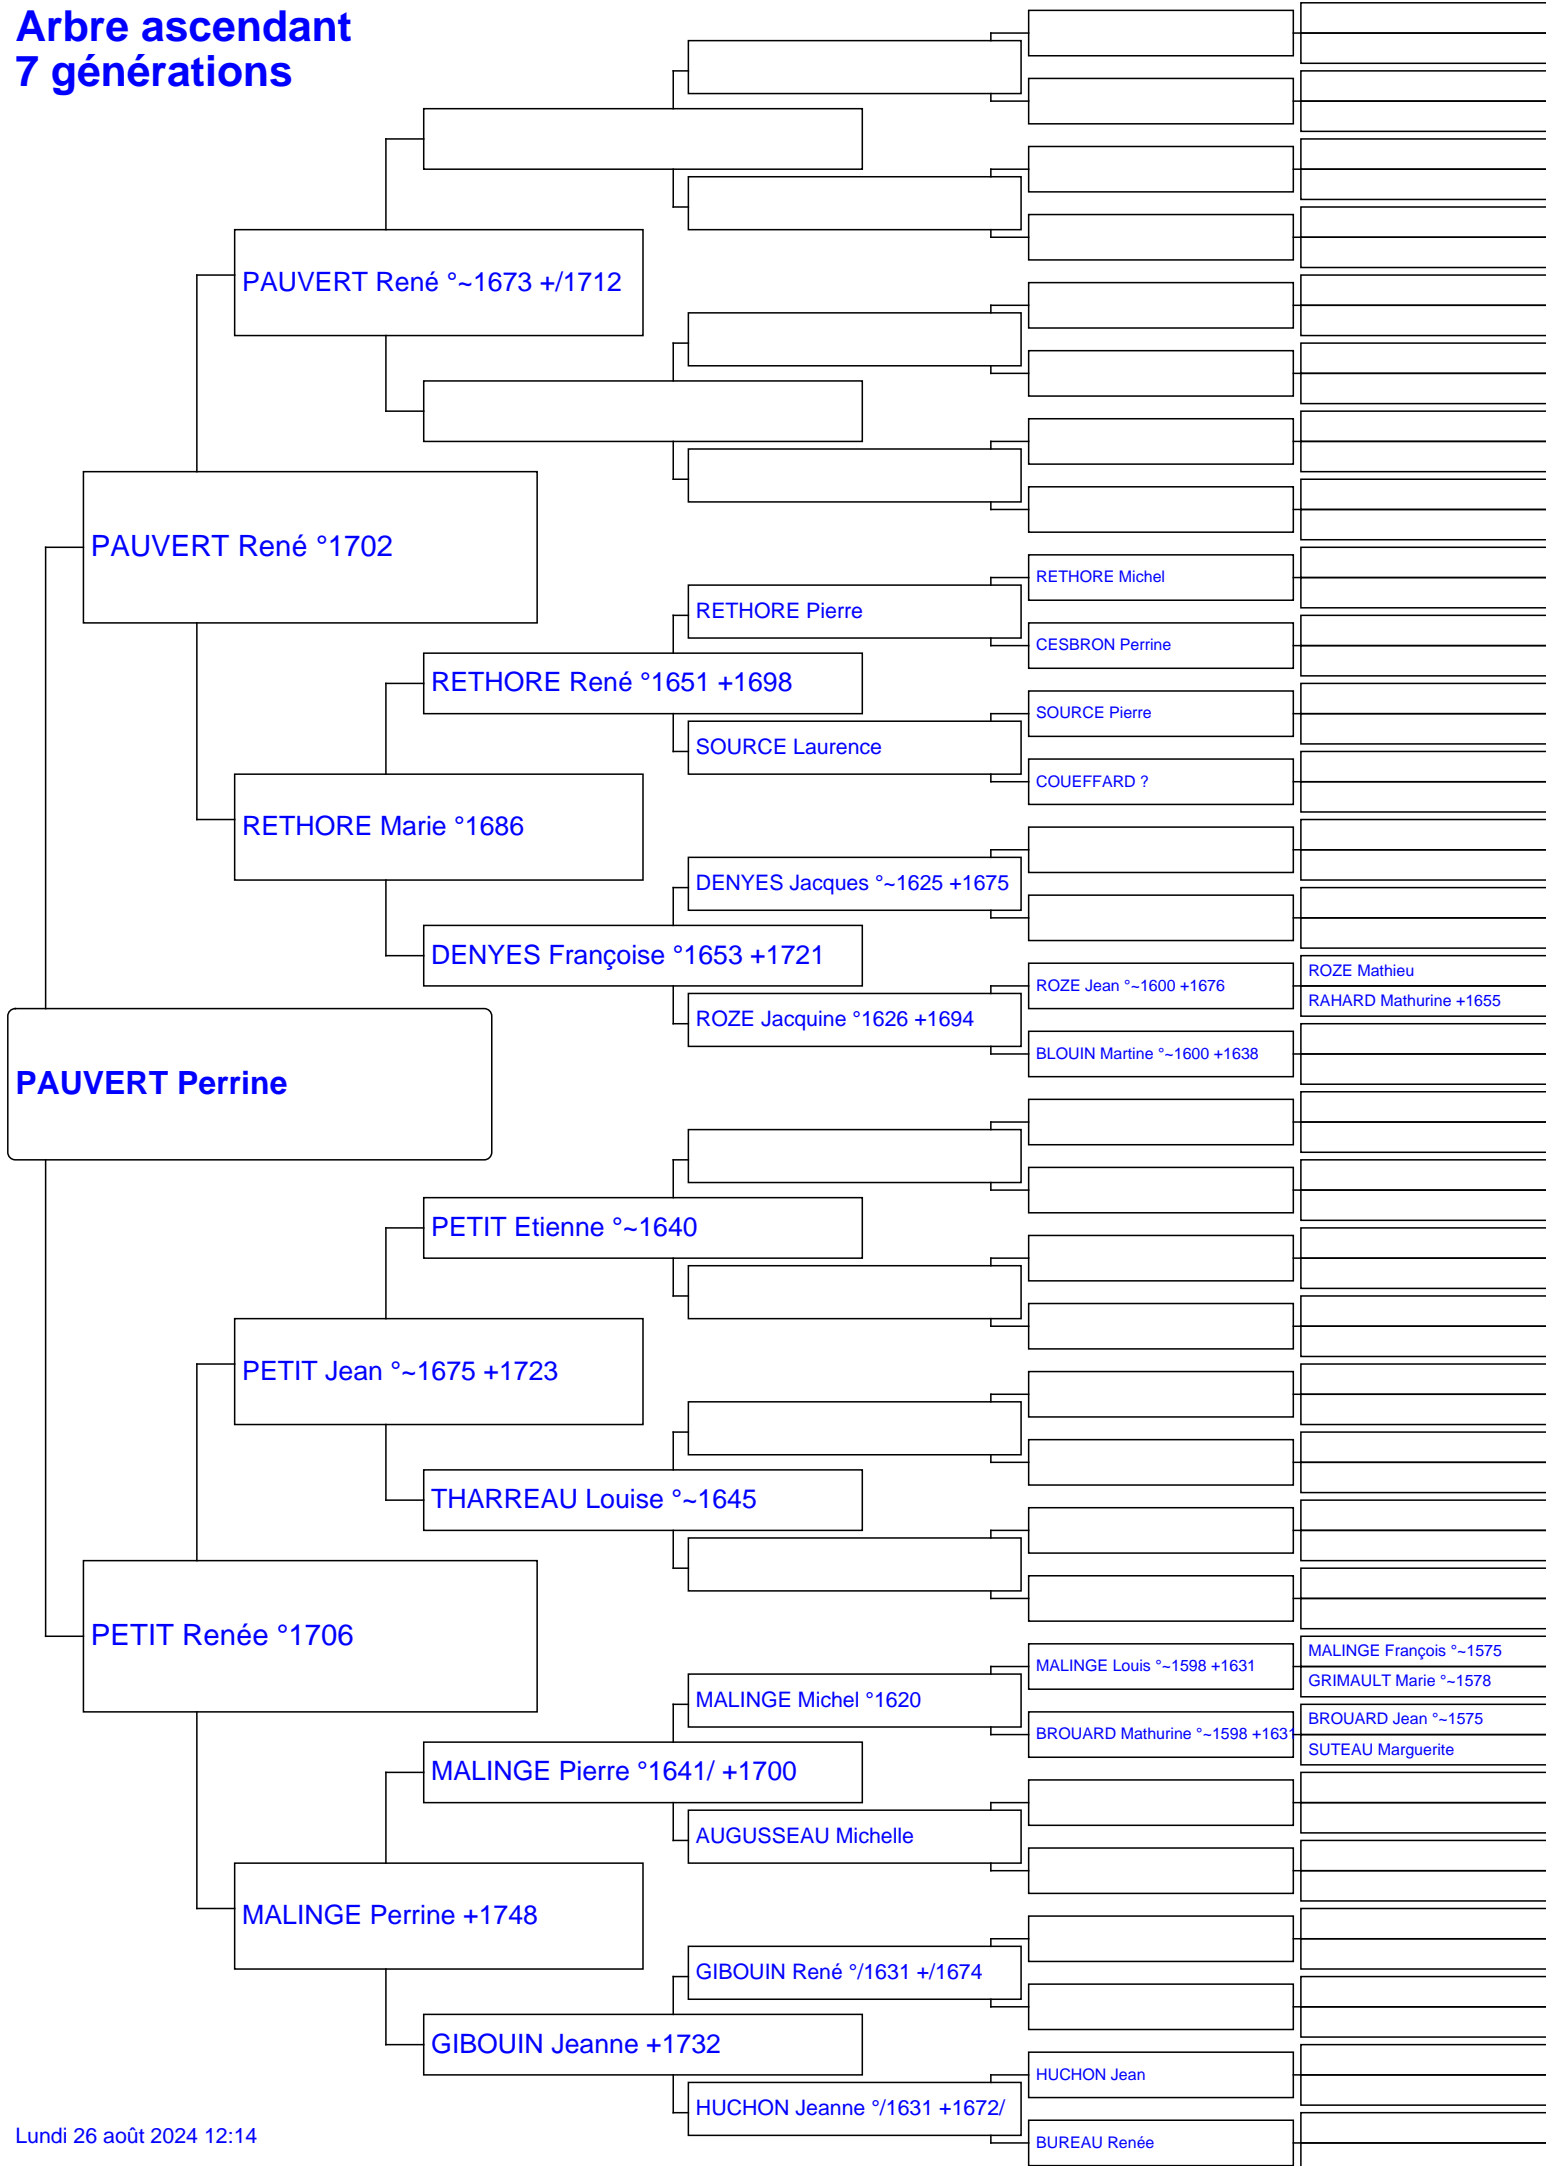 Arbre ascendant
7 générations
PAUVERT René °~1673 +/1712
PAUVERT René °1702
RETHORE Michel
RETHORE Pierre
CESBRON Perrine
RETHORE René °1651 +1698
SOURCE Pierre
SOURCE Laurence
COUEFFARD ?
RETHORE Marie °1686
DENYES Jacques °~1625 +1675
DENYES Françoise °1653 +1721
ROZE Mathieu
ROZE Jean °~1600 +1676
RAHARD Mathurine +1655
ROZE Jacquine °1626 +1694
BLOUIN Martine °~1600 +1638
PAUVERT Perrine
PETIT Etienne °~1640
PETIT Jean °~1675 +1723
THARREAU Louise °~1645
PETIT Renée °1706
MALINGE François °~1575
MALINGE Louis °~1598 +1631
GRIMAULT Marie °~1578
MALINGE Michel °1620
BROUARD Jean °~1575
BROUARD Mathurine °~1598 +1631
SUTEAU Marguerite
MALINGE Pierre °1641/ +1700
AUGUSSEAU Michelle
MALINGE Perrine +1748
GIBOUIN René °/1631 +/1674
GIBOUIN Jeanne +1732
HUCHON Jean
HUCHON Jeanne °/1631 +1672/
BUREAU Renée
Lundi 26 août 2024 12:14